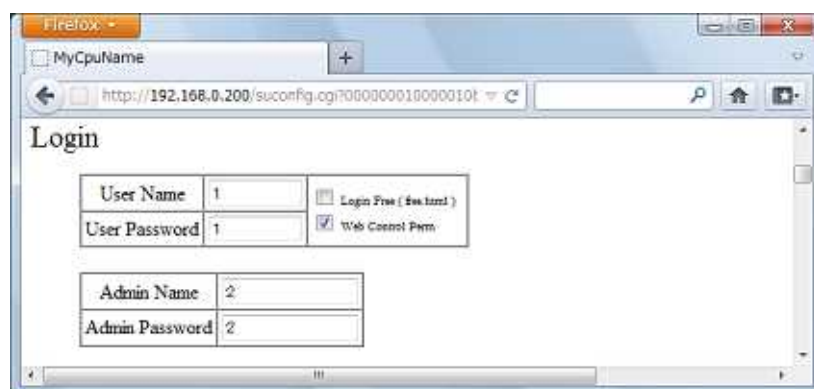 Firefox
MyCpuName
+
http://192.168.0.200/suconfig.cgi?000000010000010
Login
User Name 1
Login Free ( free.html )
User Password 1
Web Control Perm
Admin Name 2
Admin Password 2